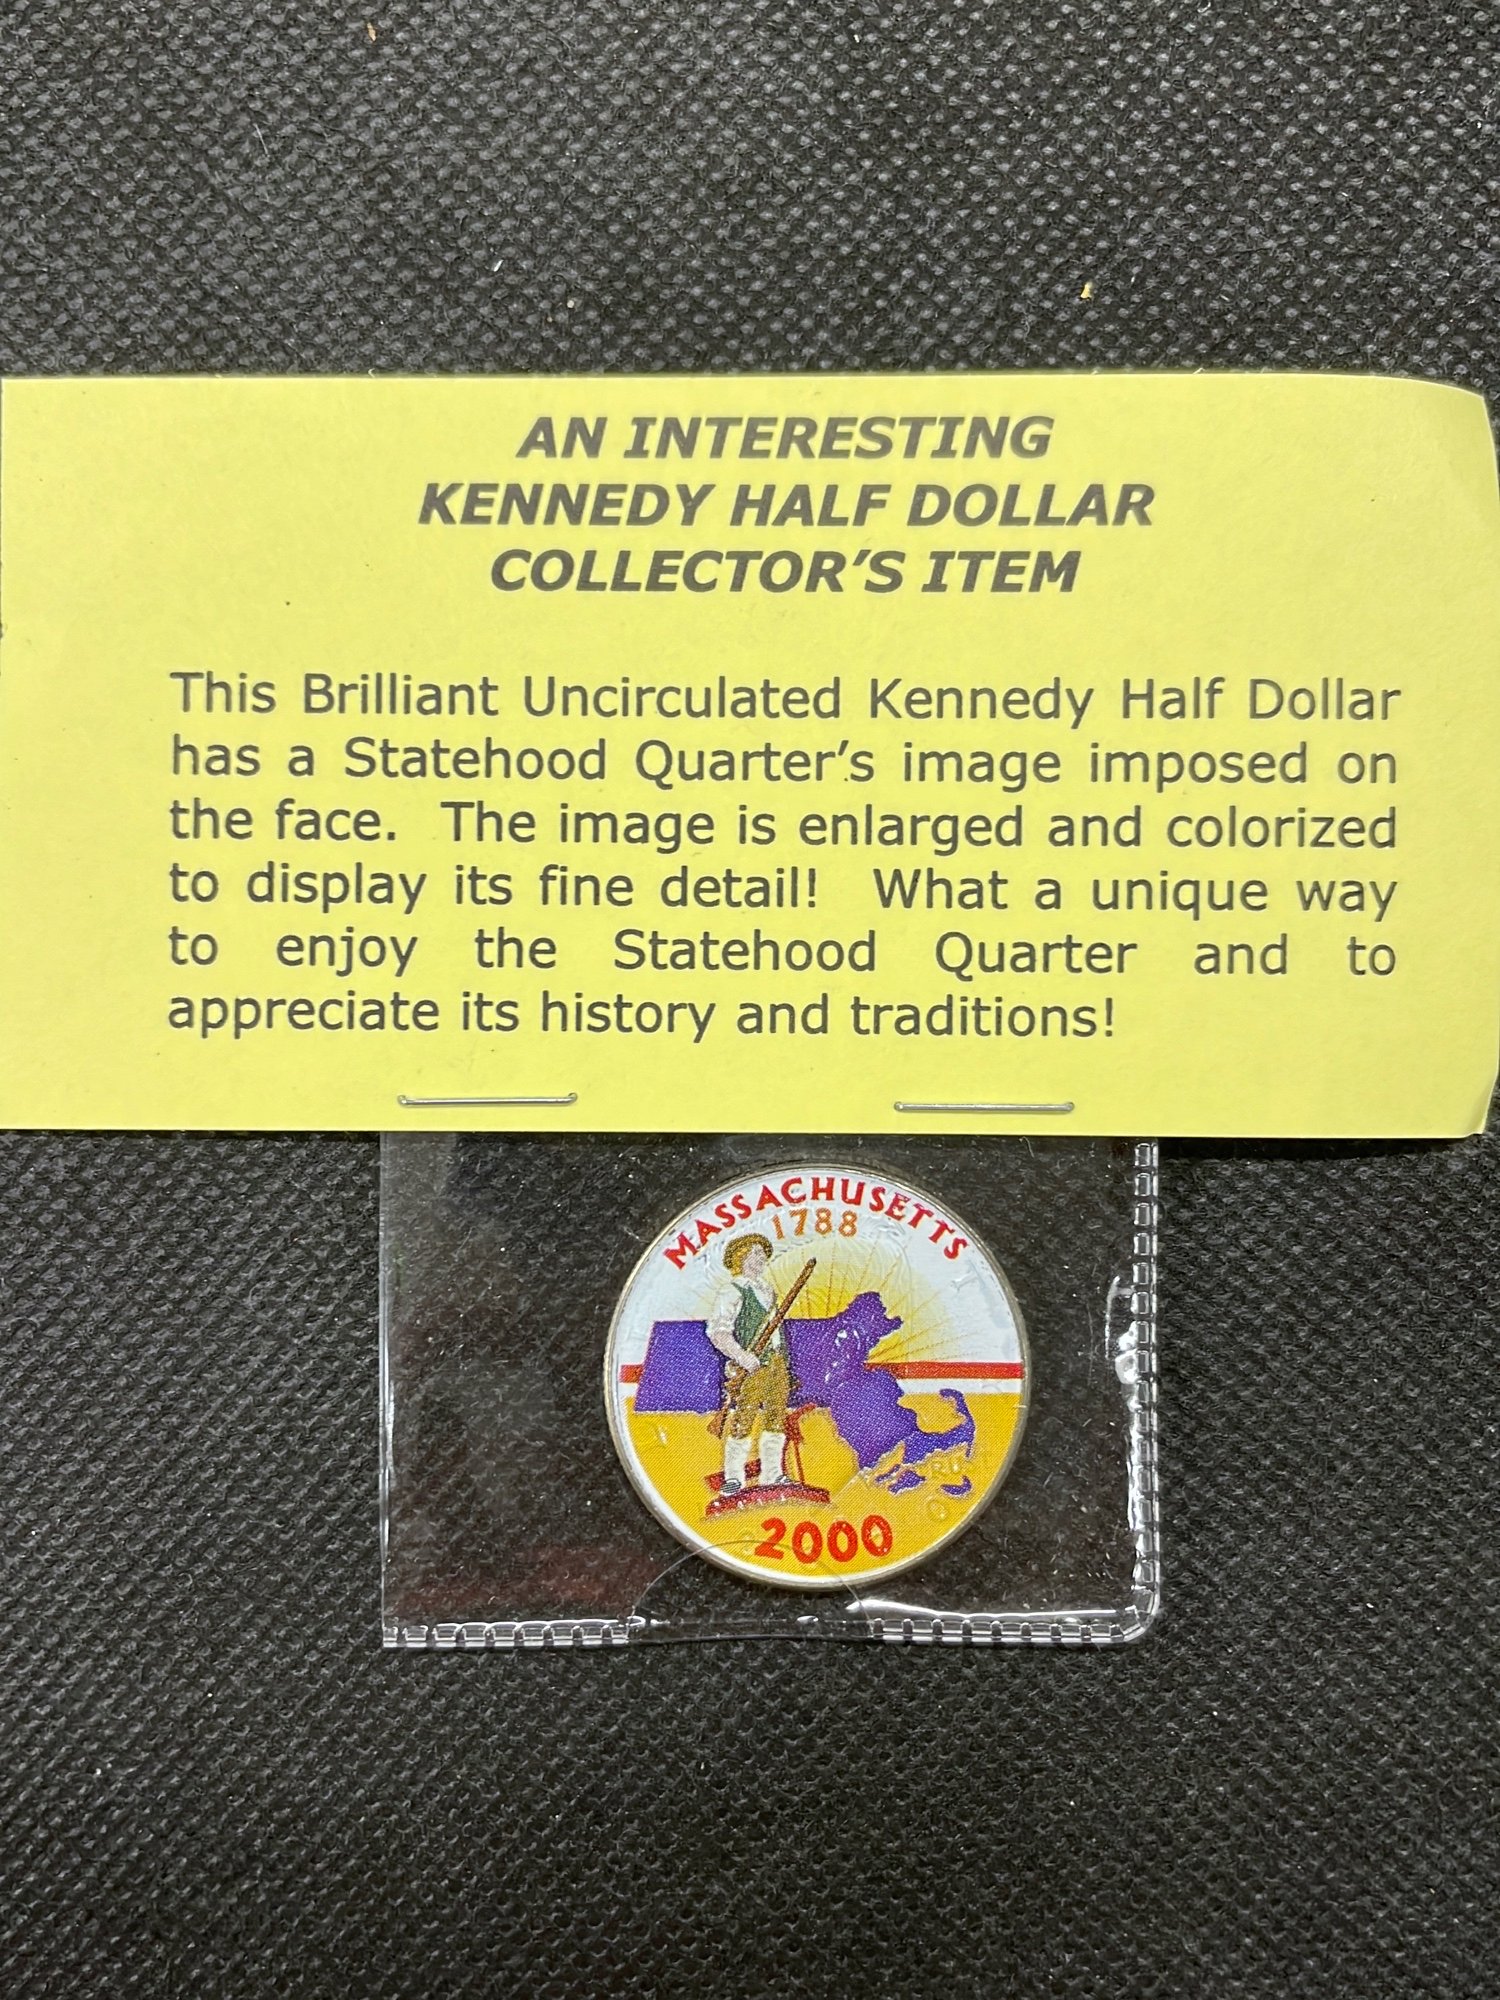 AN INTERESTING
KENNEDY HALF DOLLAR
COLLECTOR'S ITEM
This Brilliant Uncirculated Kennedy Half Dollar
has a Statehood Quarter's image imposed on
the face.  The image is enlarged and colorized
to display its fine detail!  What a unique way
to enjoy the Statehood Quarter and to
appreciate its history and traditions!
MASSACHUSETTS
1788
2000